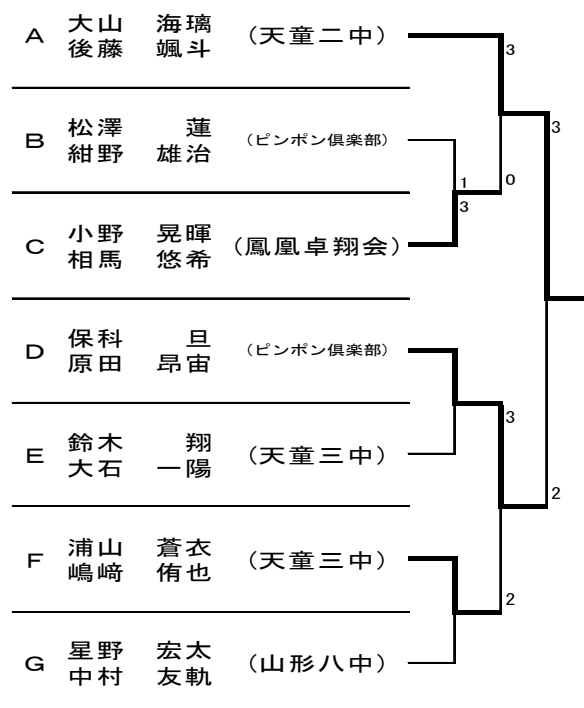 A 大山 海璃 (天童二中)
後藤 颯斗
3
B 松澤 蓮 (ピンポン倶楽部)
紺野 雄治
3
1
0
3
C 小野 晃暉 (鳳凰卓翔会)
相馬 悠希
D 保科 旦 (ピンポン倶楽部)
原田 昂宙
3
E 鈴木 翔 (天童三中)
大石 一陽
2
F 浦山 蒼衣 (天童三中)
嶋﨑 侑也
2
G 星野 宏太 (山形八中)
中村 友軌